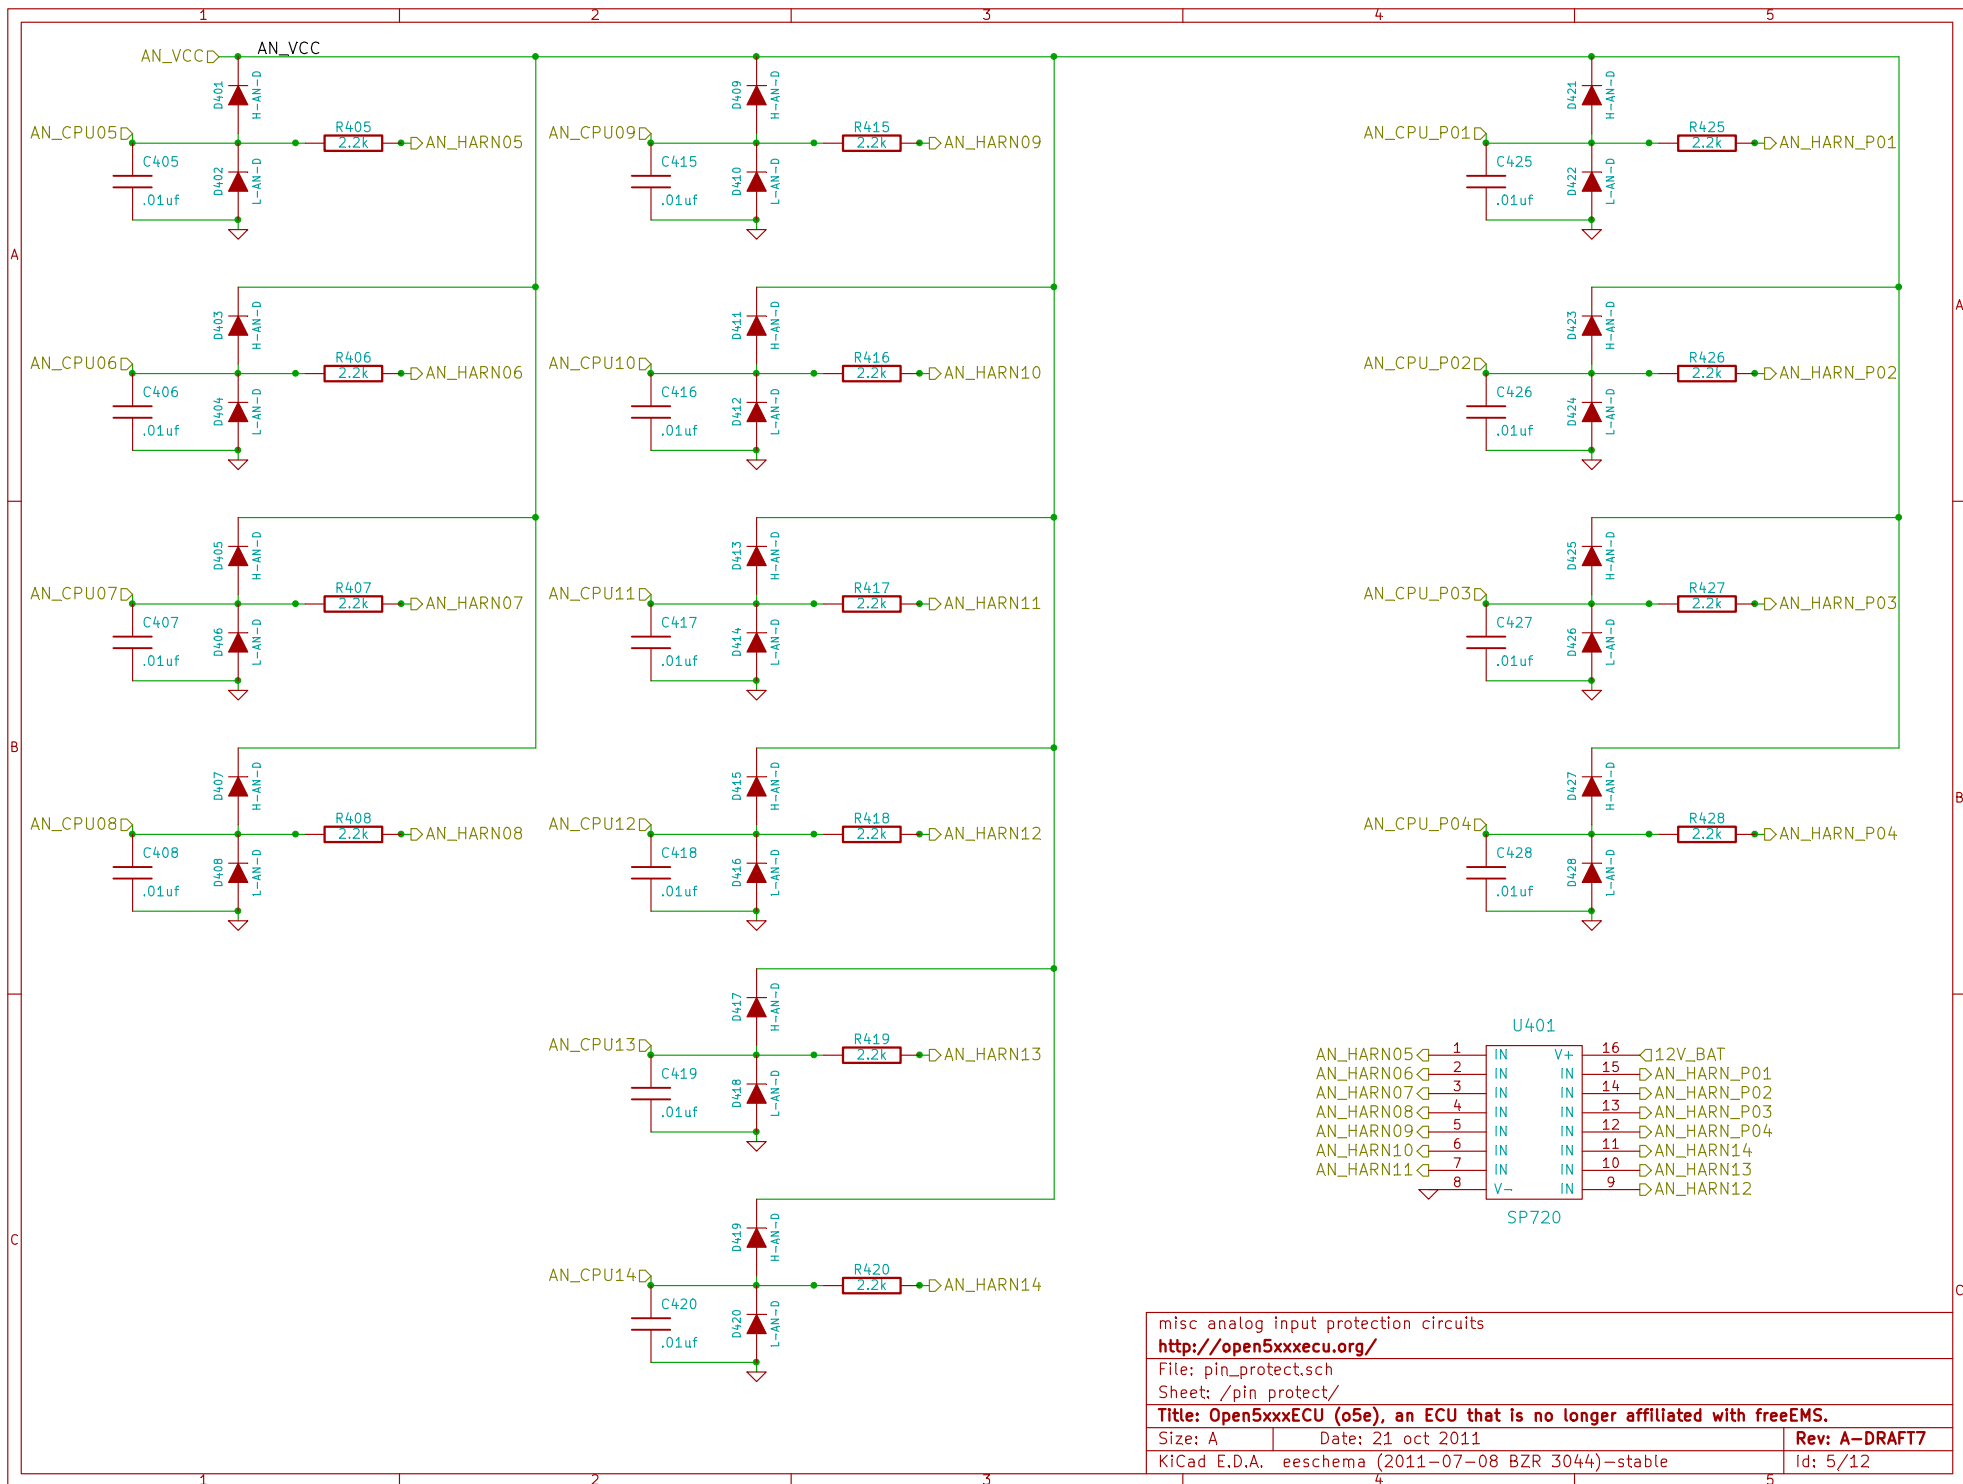 1 2 3 4 5
AN_VCC AN_VCC
D401 H-AN-D
AN_CPU05 R405 2.2k AN_HARN05
C405 .01uf
D402 L-AN-D
D409 H-AN-D
AN_CPU09 R415 2.2k AN_HARN09
C415 .01uf
D410 L-AN-D
D421 H-AN-D
AN_CPU_P01 R425 2.2k AN_HARN_P01
C425 .01uf
D422 L-AN-D
A
A
D403 H-AN-D
AN_CPU06 R406 2.2k AN_HARN06
C406 .01uf
D404 L-AN-D
D411 H-AN-D
AN_CPU10 R416 2.2k AN_HARN10
C416 .01uf
D412 L-AN-D
D423 H-AN-D
AN_CPU_P02 R426 2.2k AN_HARN_P02
C426 .01uf
D424 L-AN-D
D405 H-AN-D
AN_CPU07 R407 2.2k AN_HARN07
C407 .01uf
D406 L-AN-D
D413 H-AN-D
AN_CPU11 R417 2.2k AN_HARN11
C417 .01uf
D414 L-AN-D
D425 H-AN-D
AN_CPU_P03 R427 2.2k AN_HARN_P03
C427 .01uf
D426 L-AN-D
B
B
D407 H-AN-D
AN_CPU08 R408 2.2k AN_HARN08
C408 .01uf
D408 L-AN-D
D415 H-AN-D
AN_CPU12 R418 2.2k AN_HARN12
C418 .01uf
D416 L-AN-D
D427 H-AN-D
AN_CPU_P04 R428 2.2k AN_HARN_P04
C428 .01uf
D428 L-AN-D
D417 H-AN-D
AN_CPU13 R419 2.2k AN_HARN13
C419 .01uf
D418 L-AN-D
U401
AN_HARN05 1 IN V+ 16 12V_BAT
AN_HARN06 2 IN IN 15 AN_HARN_P01
AN_HARN07 3 IN IN 14 AN_HARN_P02
AN_HARN08 4 IN IN 13 AN_HARN_P03
AN_HARN09 5 IN IN 12 AN_HARN_P04
AN_HARN10 6 IN IN 11 AN_HARN14
AN_HARN11 7 IN IN 10 AN_HARN13
8 V- IN 9 AN_HARN12
SP720
C
C
D419 H-AN-D
AN_CPU14 R420 2.2k AN_HARN14
C420 .01uf
D420 L-AN-D
misc analog input protection circuits
http://open5xxxecu.org/
File: pin_protect.sch
Sheet: /pin protect/
Title: Open5xxxECU (o5e), an ECU that is no longer affiliated with freeEMS.
Size: A Date: 21 oct 2011 Rev: A-DRAFT7
KiCad E.D.A. eeschema (2011-07-08 BZR 3044)-stable Id: 5/12
1 2 3 4 5